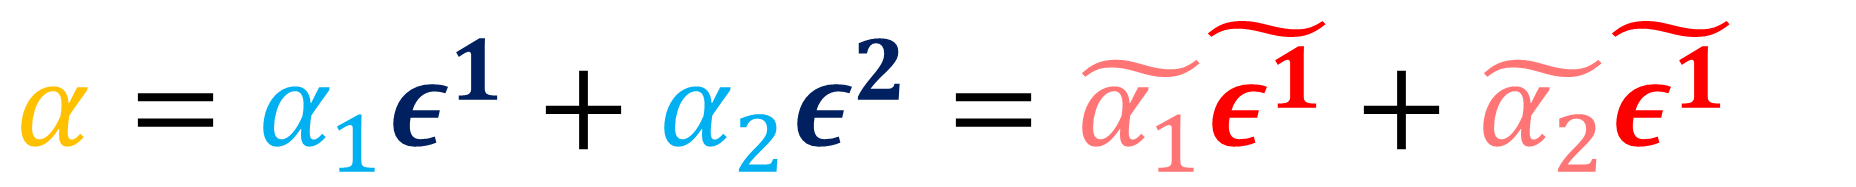 α = α₁ϵ¹ + α₂ϵ² = α̃₁ϵ̃¹ + α̃₂ϵ̃¹